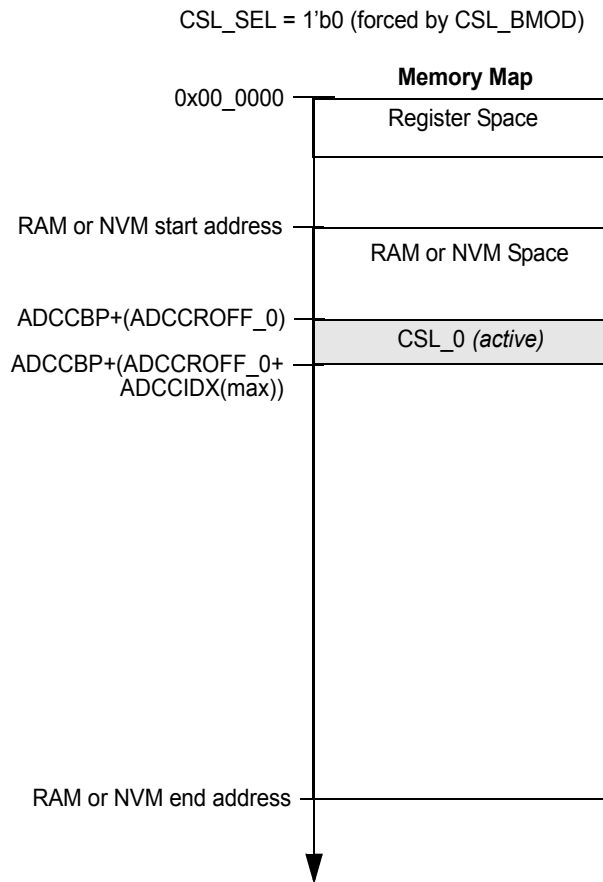 CSL_SEL = 1'b0 (forced by CSL_BMOD)
Memory Map
0x00_0000
Register Space
RAM or NVM start address
RAM or NVM Space
ADCCBP+(ADCCROFF_0)
CSL_0 (active)
ADCCBP+(ADCCROFF_0+
ADCCIDX(max))
RAM or NVM end address